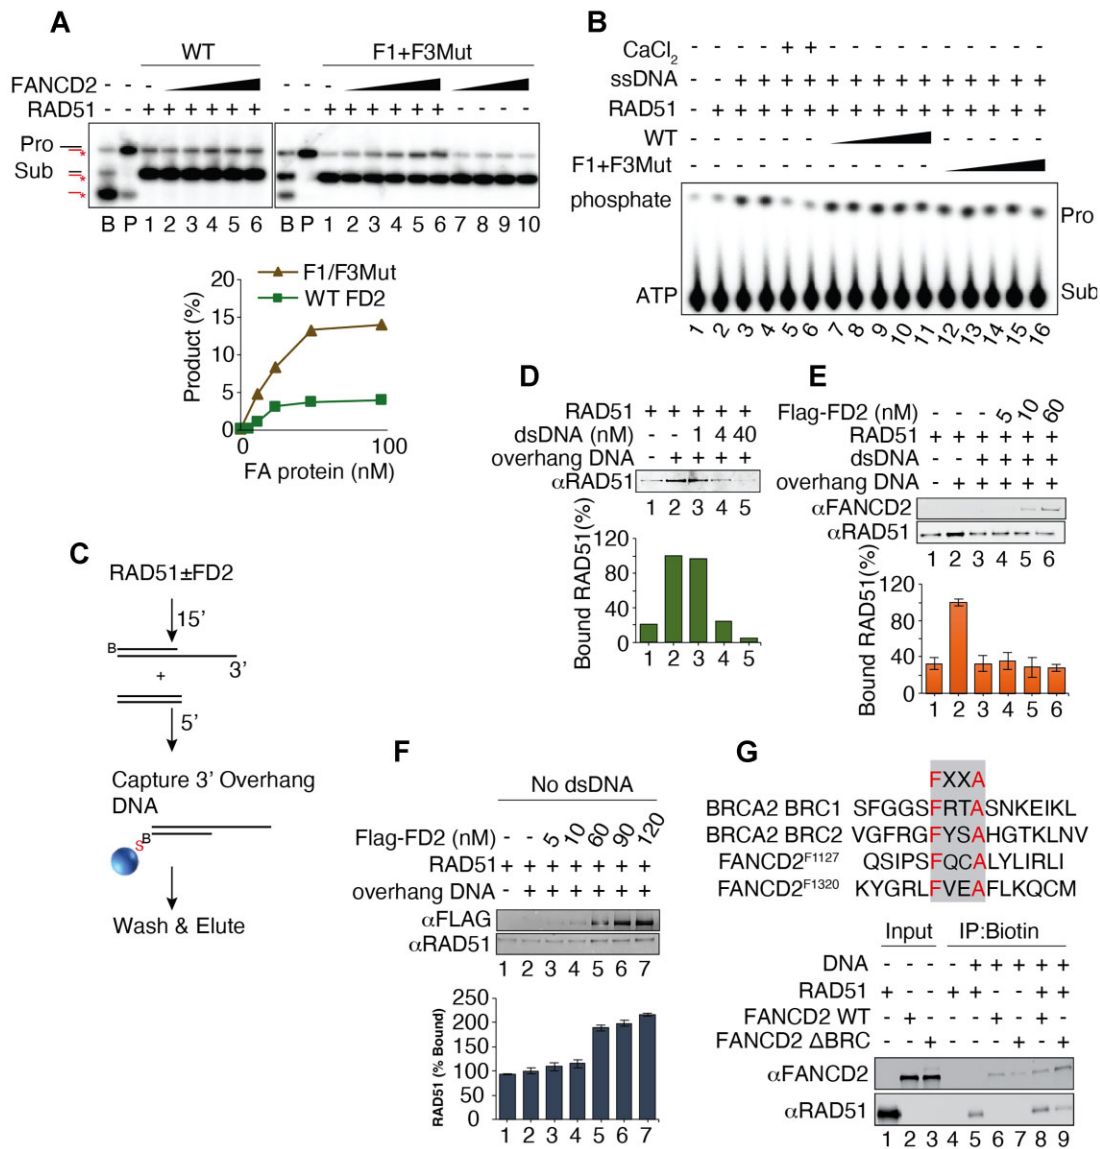 A
WT F1+F3Mut
FANCD2 - - - - - -
RAD51 - - + + + + + + - - + + + + + + - - - -
Pro
Sub
* * *
B P 1 2 3 4 5 6 B P 1 2 3 4 5 6 7 8 9 10
20
15
10
5
0
Product (%)
F1/F3Mut
WT FD2
0 100
FA protein (nM)
B
CaCl2 - - - - + + - - - - - - - - - -
ssDNA - - + + + + + + + + + + + + + +
RAD51 - + + + + + + + + + + + + + + +
WT - - - - - - - - - - -
F1+F3Mut - - - - - - - - - - -
phosphate Pro
ATP Sub
1 2 3 4 5 6 7 8 9 10 11 12 13 14 15 16
C
RAD51±FD2
15’
B
3’
+
5’
Capture 3’ Overhang
DNA
S B
Wash & Elute
D
RAD51 + + + + +
dsDNA (nM) - - 1 4 40
overhang DNA - + + + +
αRAD51
1 2 3 4 5
120
80
40
0
Bound RAD51(%)
1 2 3 4 5
E
Flag-FD2 (nM) - - - 5 10 60
RAD51 + + + + + +
dsDNA - - + + + +
overhang DNA - + + + + +
αFANCD2
αRAD51
1 2 3 4 5 6
120
80
40
0
Bound RAD51(%)
1 2 3 4 5 6
F
No dsDNA
Flag-FD2 (nM) - - 5 10 60 90 120
RAD51 + + + + + + +
overhang DNA - + + + + + +
αFLAG
αRAD51
1 2 3 4 5 6 7
250
200
150
100
50
0
RAD51 (% Bound)
1 2 3 4 5 6 7
G
FXXA
BRCA2 BRC1 SFGGSFRTASNKEIKL
BRCA2 BRC2 VGFRGFYSAHGTKLNV
FANCD2F1127 QSIPSFQCALYLIRLI
FANCD2F1320 KYGRLFVEAFLKQCM
Input IP:Biotin
DNA - - - - + + + + +
RAD51 + - - + + - - + +
FANCD2 WT - + - - - + - + -
FANCD2 ΔBRC - - + - - - + - +
αFANCD2
αRAD51
1 2 3 4 5 6 7 8 9